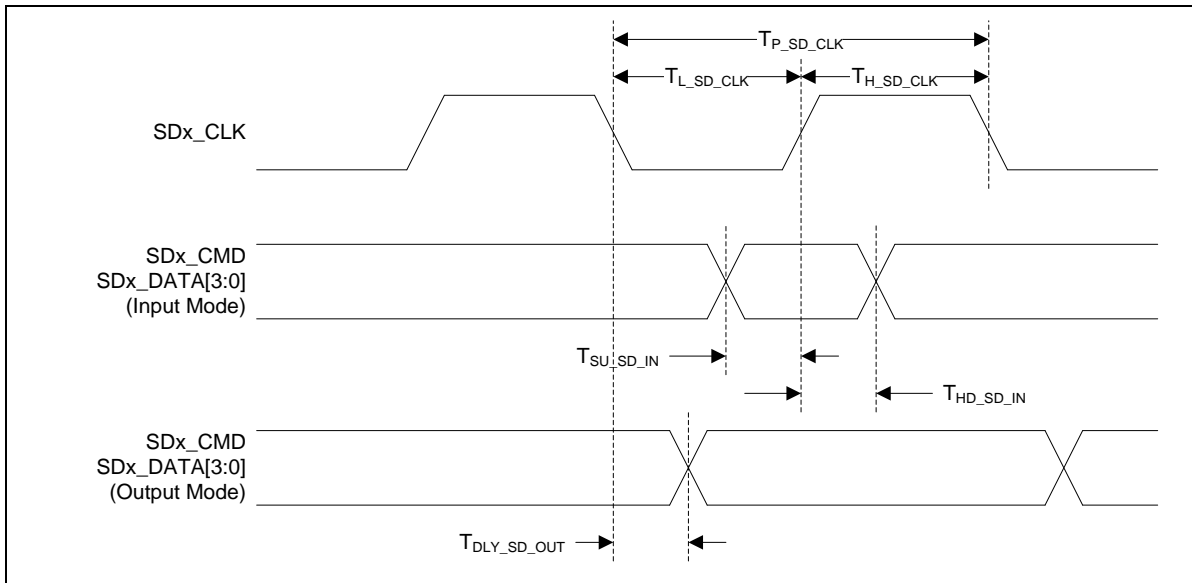 T_P_SD_CLK
T_L_SD_CLK
T_H_SD_CLK
SDx_CLK
SDx_CMD
SDx_DATA[3:0]
(Input Mode)
T_SU_SD_IN
T_HD_SD_IN
SDx_CMD
SDx_DATA[3:0]
(Output Mode)
T_DLY_SD_OUT